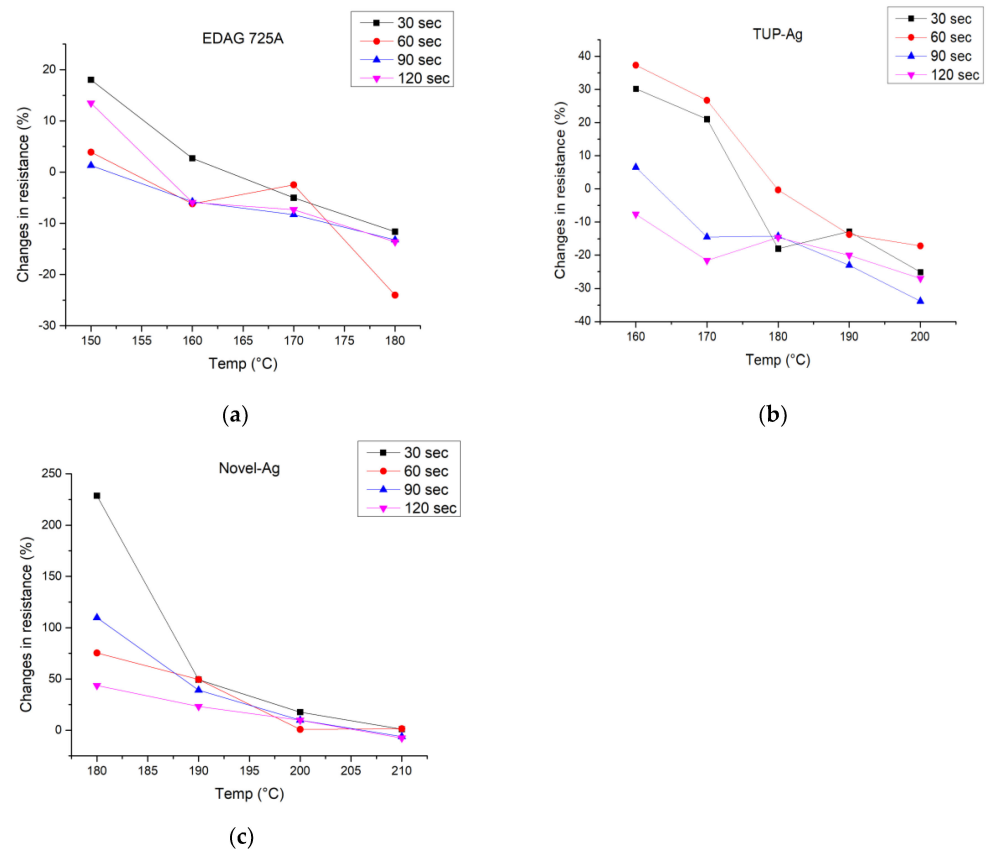 EDAG 725A
30 sec
60 sec
90 sec
120 sec
Changes in resistance (%)
20
10
0
-10
-20
-30
150 155 160 165 170 175 180
Temp (°C)
(a)
TUP-Ag
30 sec
60 sec
90 sec
120 sec
Changes in resistance (%)
40
30
20
10
0
-10
-20
-30
-40
160 170 180 190 200
Temp (°C)
(b)
Novel-Ag
30 sec
60 sec
90 sec
120 sec
Changes in resistance (%)
250
200
150
100
50
0
180 185 190 195 200 205 210
Temp (°C)
(c)